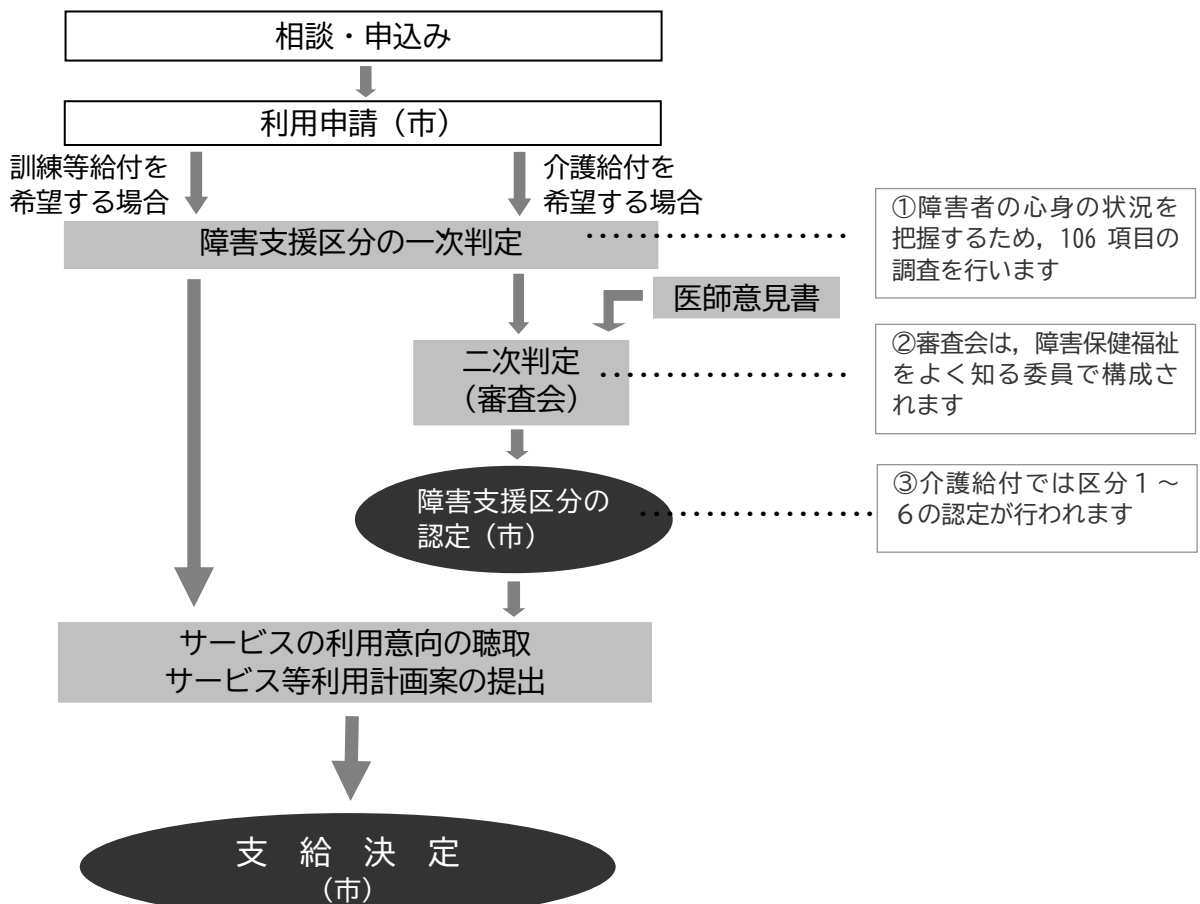 相談・申込み
利用申請（市）
訓練等給付を
希望する場合
介護給付を
希望する場合
障害支援区分の一次判定
①障害者の心身の状況を
把握するため，106 項目の
調査を行います
医師意見書
二次判定
（審査会）
②審査会は，障害保健福祉
をよく知る委員で構成さ
れます
障害支援区分の
認定（市）
③介護給付では区分１～
６の認定が行われます
サービスの利用意向の聴取
サービス等利用計画案の提出
支　給　決　定
（市）